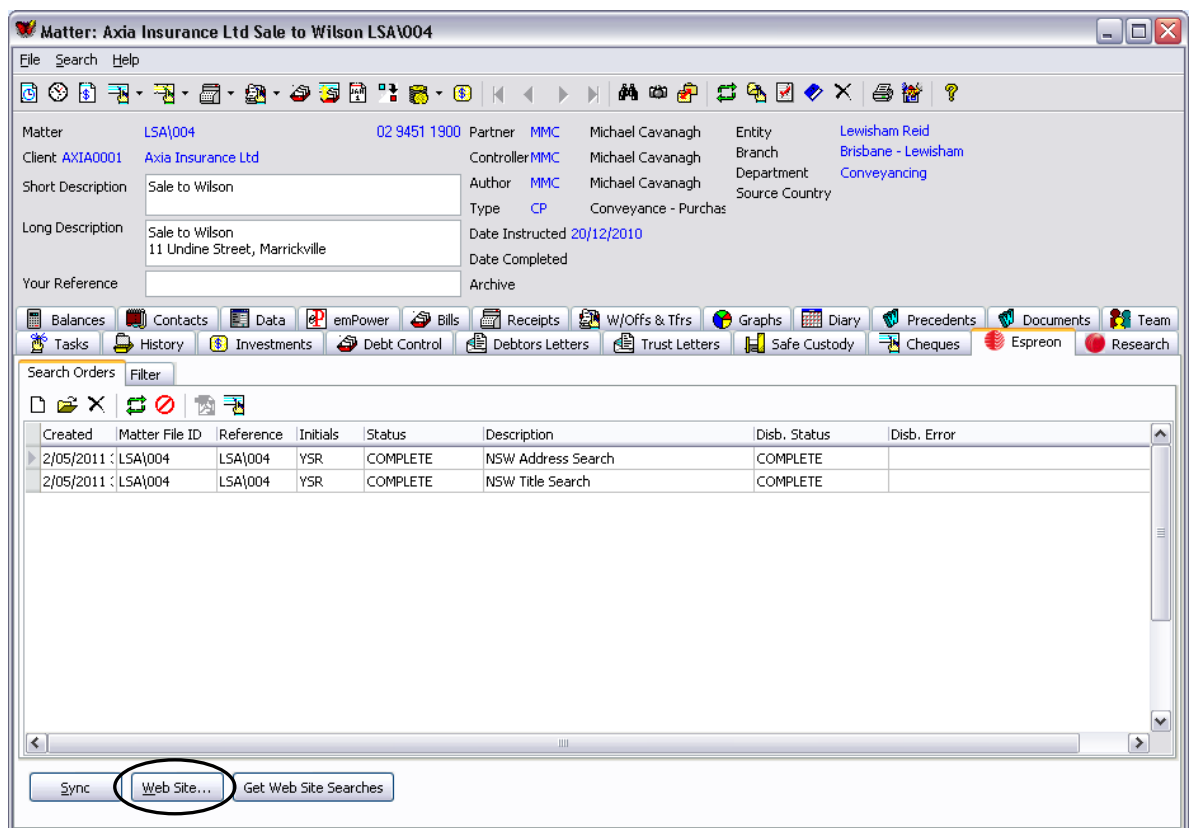 Matter: Axia Insurance Ltd Sale to Wilson LSA\004
File Search Help
Matter LSA\004 02 9451 1900 Partner MMC Michael Cavanagh Entity Lewisham Reid
Client AXIA0001 Axia Insurance Ltd Controller MMC Michael Cavanagh Branch Brisbane - Lewisham
Short Description Sale to Wilson Author MMC Michael Cavanagh Department Conveyancing
Source Country
Type CP Conveyance - Purchas
Long Description Sale to Wilson Date Instructed 20/12/2010
11 Undine Street, Marrickville
Date Completed
Your Reference Archive
Balances Contacts Data emPower Bills Receipts W/Offs & Tfrs Graphs Diary Precedents Documents Team
Tasks History Investments Debt Control Debtors Letters Trust Letters Safe Custody Cheques Espreon Research
Search Orders Filter
Created Matter File ID Reference Initials Status Description Disb. Status Disb. Error
2/05/2011 LSA\004 LSA\004 YSR COMPLETE NSW Address Search COMPLETE
2/05/2011 LSA\004 LSA\004 YSR COMPLETE NSW Title Search COMPLETE
Sync Web Site... Get Web Site Searches